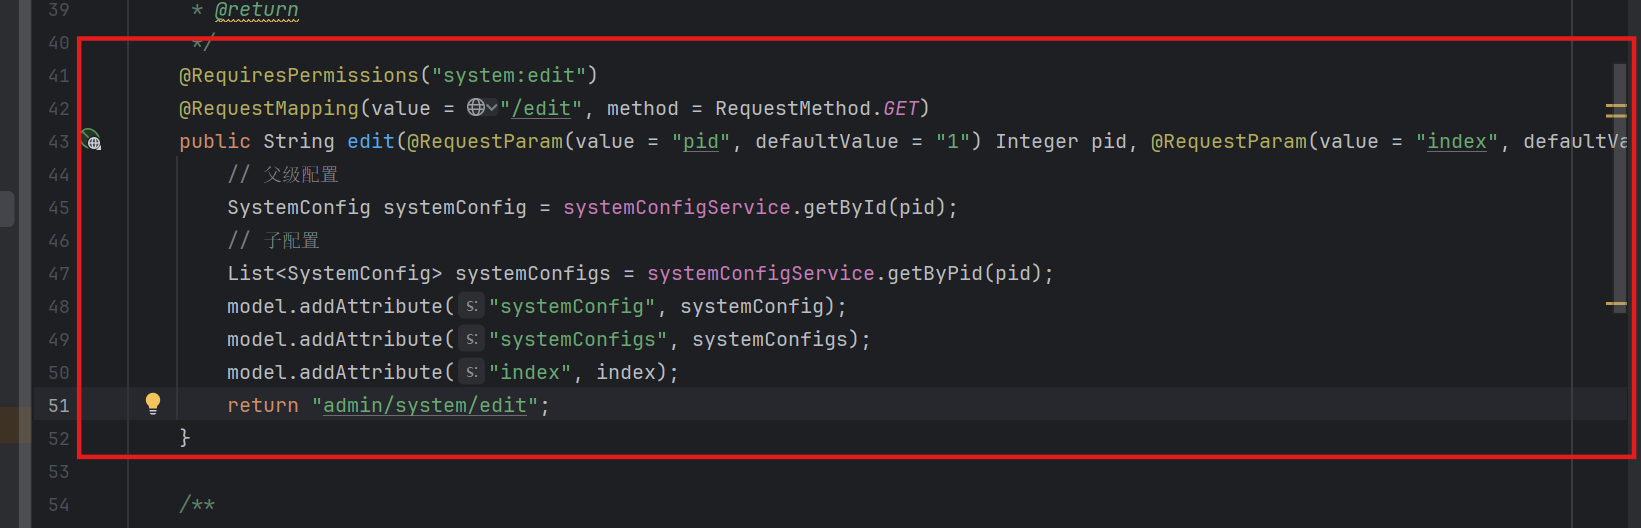 39 * @return
40 */
41 @RequiresPermissions("system:edit")
42 @RequestMapping(value = "/edit", method = RequestMethod.GET)
43 public String edit(@RequestParam(value = "pid", defaultValue = "1") Integer pid, @RequestParam(value = "index", defaultVa
44 // 父级配置
45 SystemConfig systemConfig = systemConfigService.getById(pid);
46 // 子配置
47 List<SystemConfig> systemConfigs = systemConfigService.getByPid(pid);
48 model.addAttribute( s: "systemConfig", systemConfig);
49 model.addAttribute( s: "systemConfigs", systemConfigs);
50 model.addAttribute( s: "index", index);
51 return "admin/system/edit";
52 }
53
54 /**